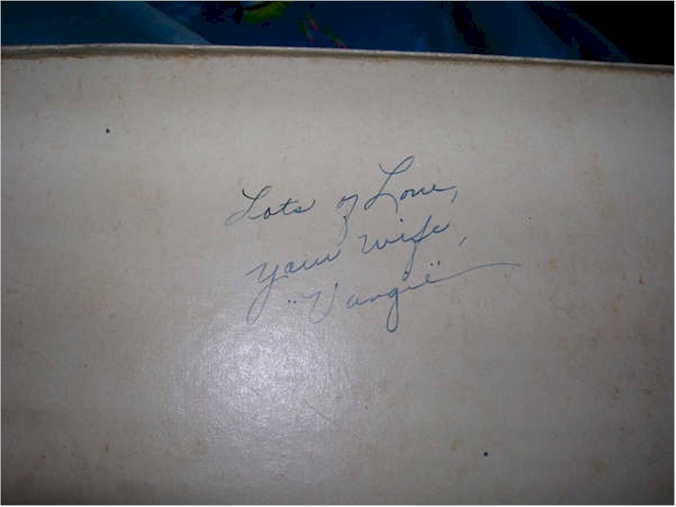 Lots of Love,
your wife,
"Vangie"